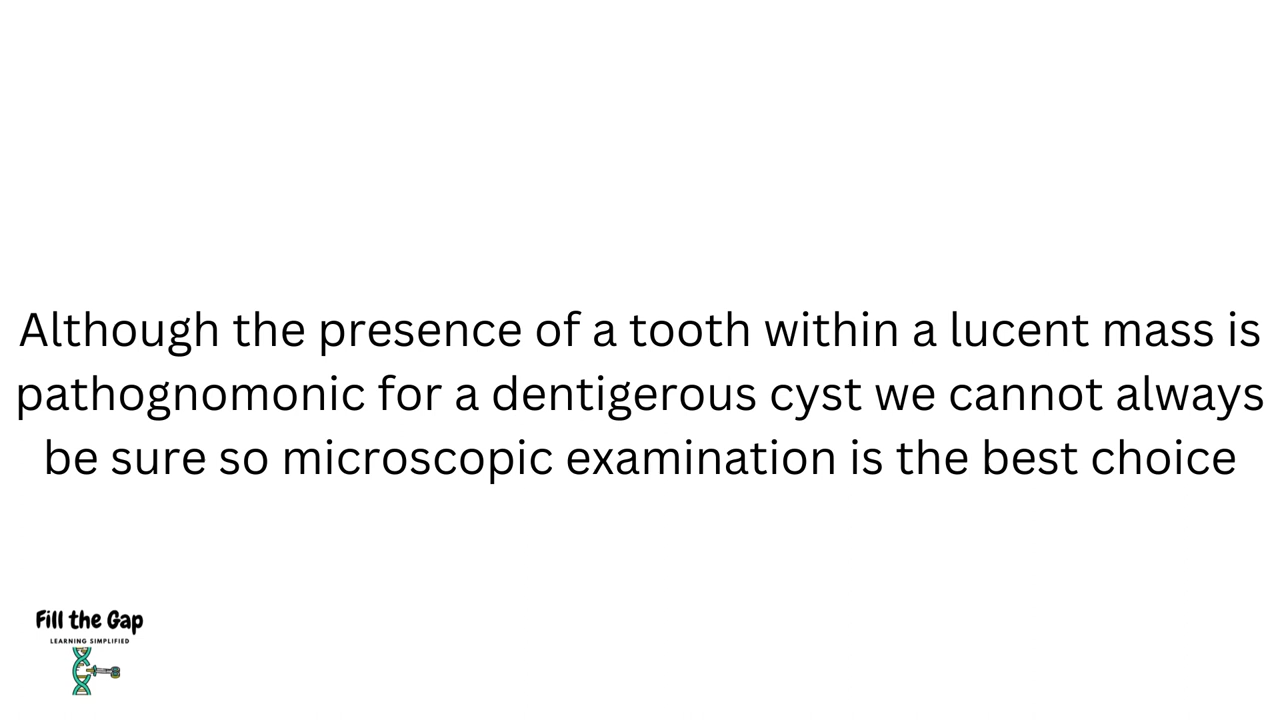 Although the presence of a tooth within a lucent mass is
pathognomonic for a dentigerous cyst we cannot always
be sure so microscopic examination is the best choice
Fill the Gap
LEARNING SIMPLIFIED